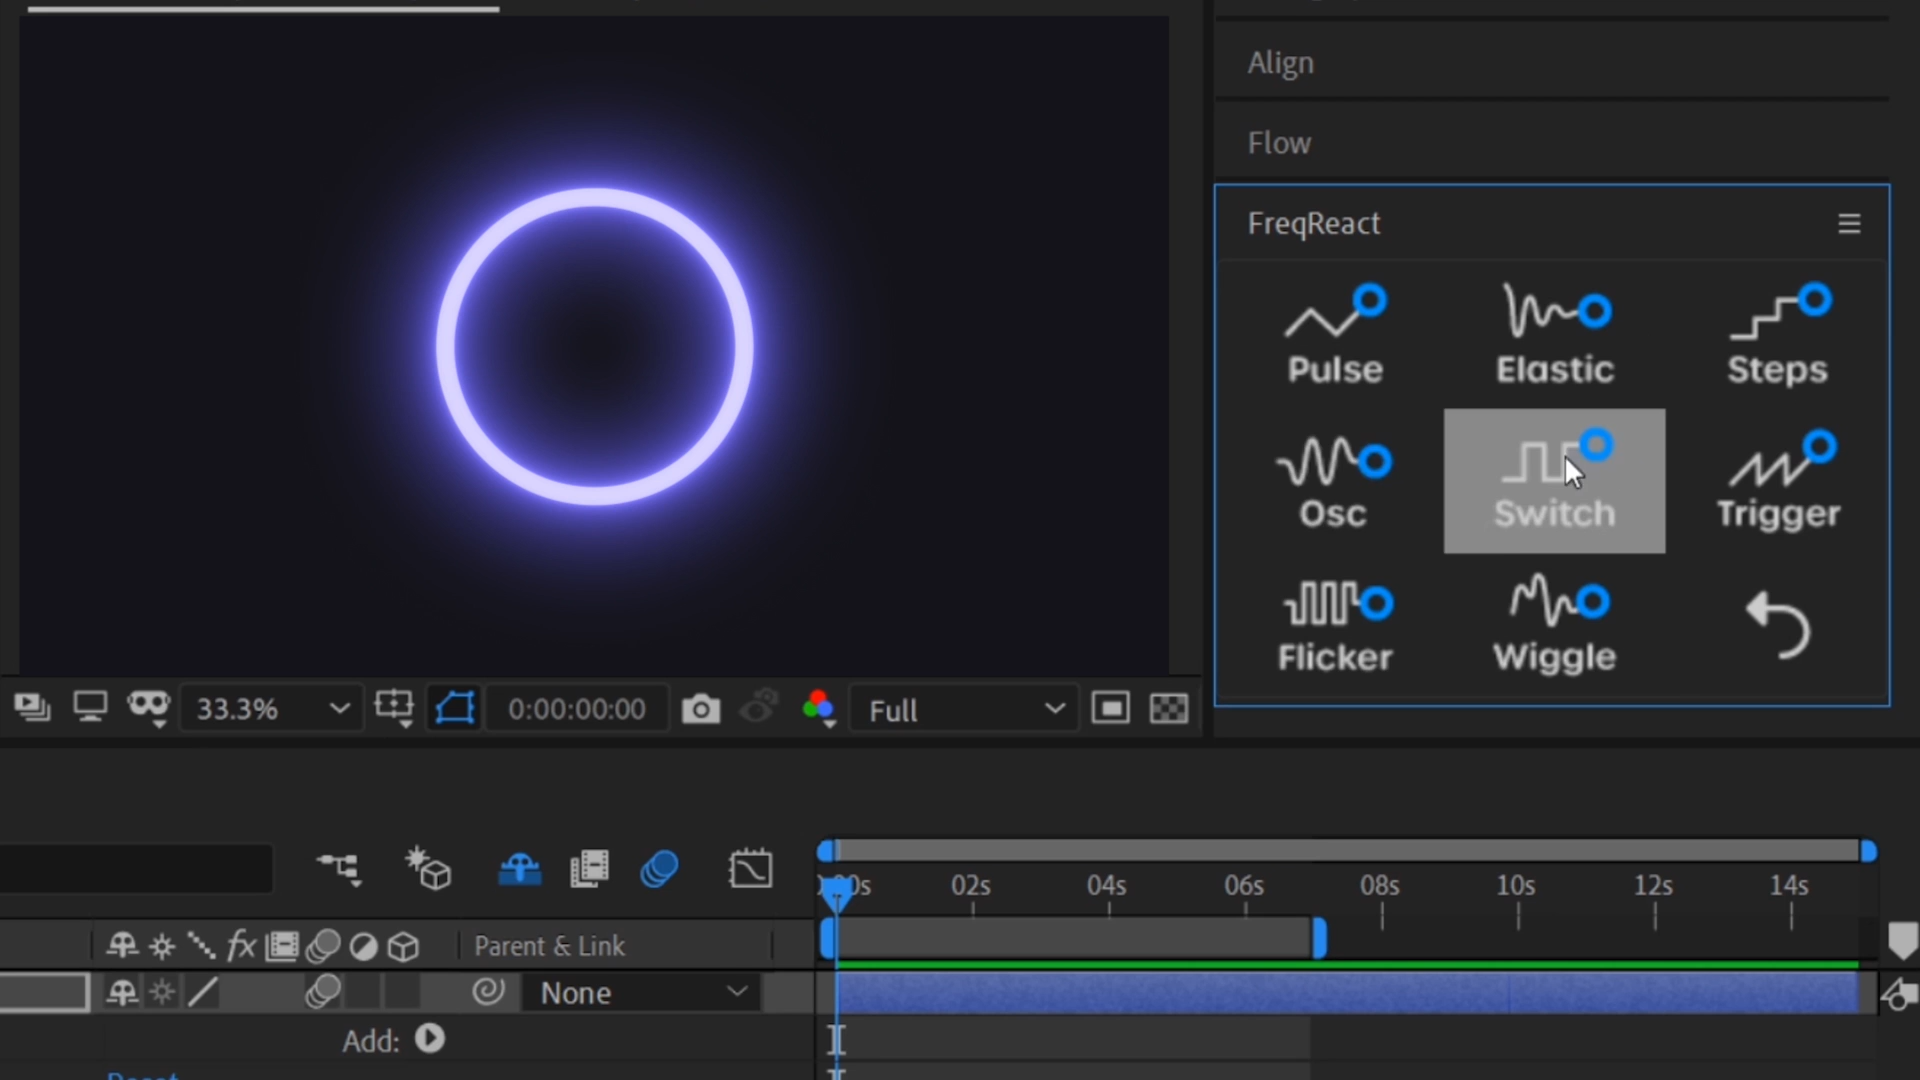 Align
Flow
FreqReact
Pulse
Elastic
Steps
Osc
Switch
Trigger
Flicker
Wiggle
33.3%
0:00:00:00
Full
02s
04s
06s
08s
10s
12s
14s
fx
Parent & Link
None
Add: